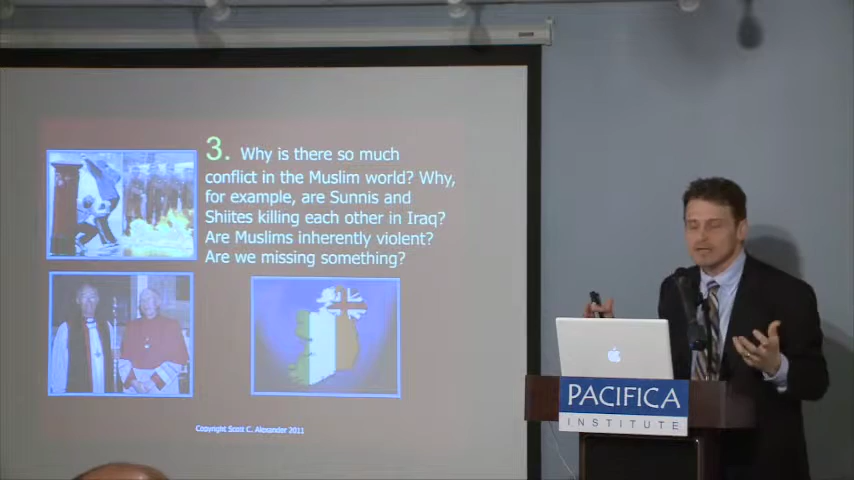 3. Why is there so much
conflict in the Muslim world? Why,
for example, are Sunnis and
Shiites killing each other in Iraq?
Are Muslims inherently violent?
Are we missing something?
Copyright Scott C. Alexander 2011
PACIFICA
INSTITUTE